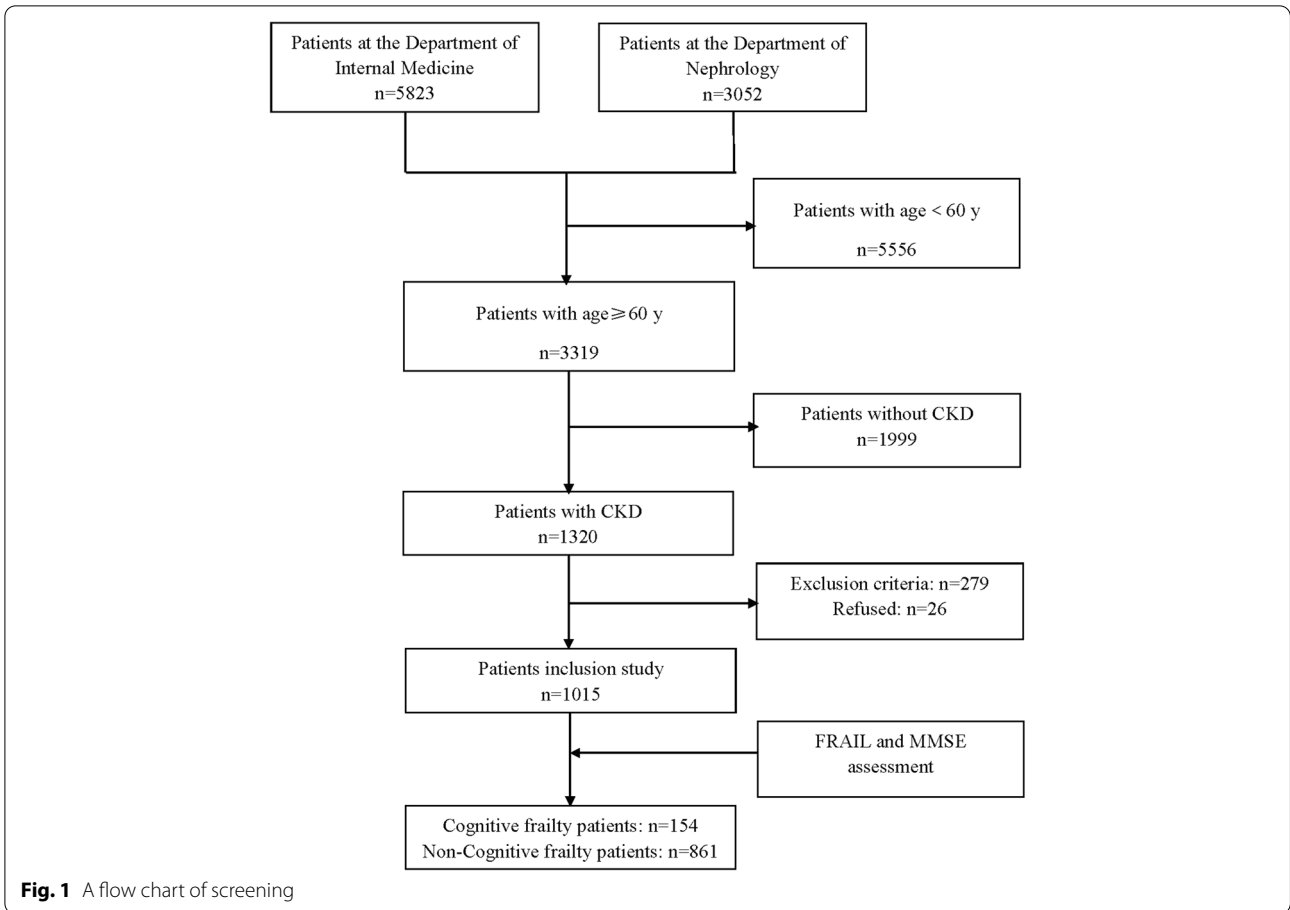 Patients at the Department of
Internal Medicine
n=5823
Patients at the Department of
Nephrology
n=3052
Patients with age < 60 y
n=5556
Patients with age⩾60 y
n=3319
Patients without CKD
n=1999
Patients with CKD
n=1320
Exclusion criteria: n=279
Refused: n=26
Patients inclusion study
n=1015
FRAIL and MMSE
assessment
Cognitive frailty patients: n=154
Non-Cognitive frailty patients: n=861
Fig. 1 A flow chart of screening